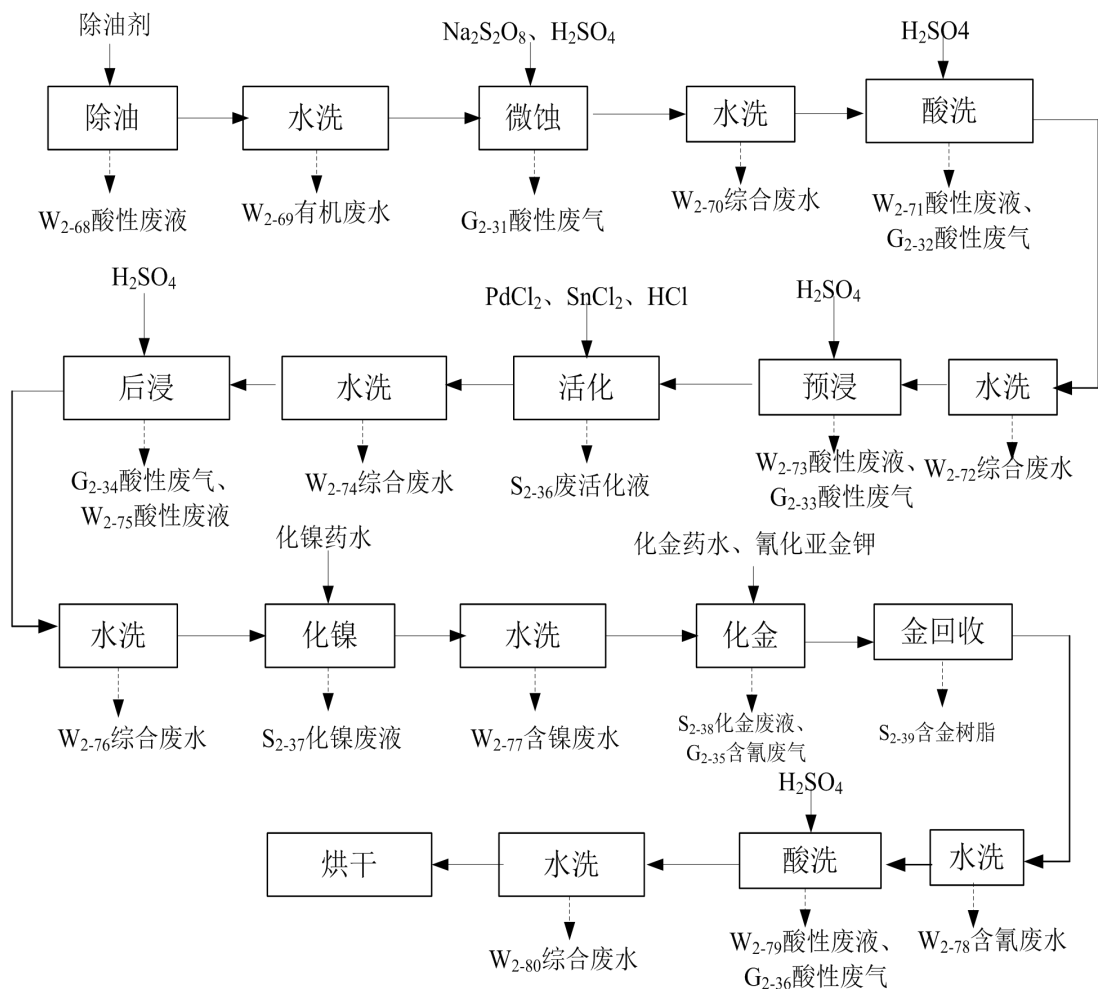 除油剂
Na₂S₂O₈、H₂SO₄
H₂SO4
除油
水洗
微蚀
水洗
酸洗
W₂₋₆₈酸性废液
W₂₋₆₉有机废水
G₂₋₃₁酸性废气
W₂₋₇₀综合废水
W₂₋₇₁酸性废液、
G₂₋₃₂酸性废气
H₂SO₄
PdCl₂、SnCl₂、HCl
H₂SO₄
后浸
水洗
活化
预浸
水洗
G₂₋₃₄酸性废气、
W₂₋₇₅酸性废液
W₂₋₇₄综合废水
S₂₋₃₆废活化液
W₂₋₇₃酸性废液、
G₂₋₃₃酸性废气
W₂₋₇₂综合废水
化镍药水
化金药水、氰化亚金钾
水洗
化镍
水洗
化金
金回收
W₂₋₇₆综合废水
S₂₋₃₇化镍废液
W₂₋₇₇含镍废水
S₂₋₃₈化金废液、
G₂₋₃₅含氰废气
S₂₋₃₉含金树脂
H₂SO₄
烘干
水洗
酸洗
水洗
W₂₋₈₀综合废水
W₂₋₇₉酸性废液、
G₂₋₃₆酸性废气
W₂₋₇₈含氰废水